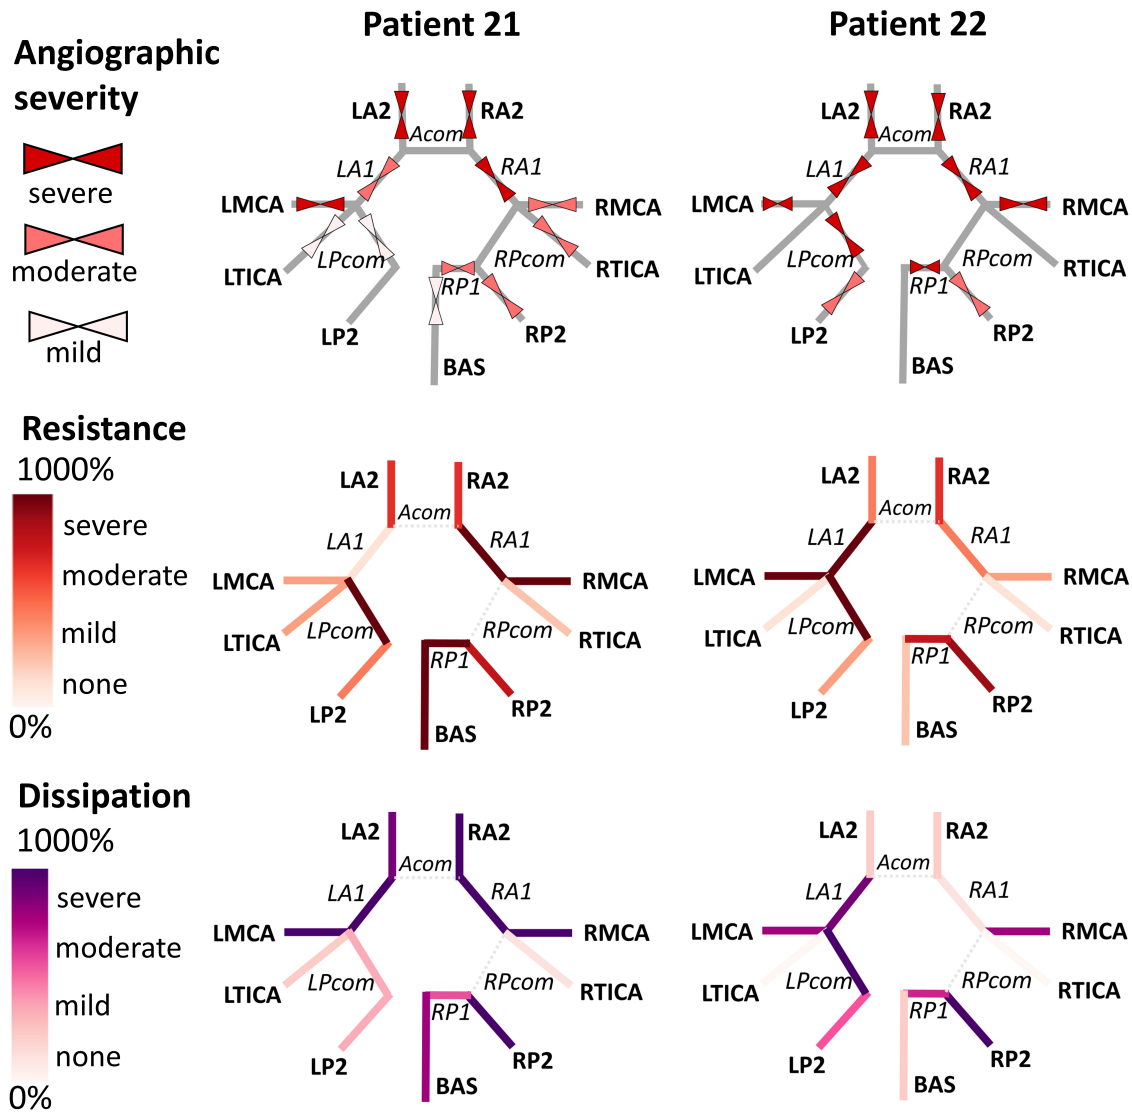 Patient 21
Patient 22
Angiographic
severity
severe
moderate
mild
LA2
RA2
Acom
LA1
RA1
LMCA
RMCA
LTICA
LPcom
RPcom
RTICA
RP1
LP2
RP2
BAS
LA2
RA2
Acom
LA1
RA1
LMCA
RMCA
LTICA
LPcom
RPcom
RTICA
RP1
LP2
RP2
BAS
Resistance
1000%
severe
moderate
mild
none
0%
LA2
RA2
Acom
LA1
RA1
LMCA
RMCA
LTICA
LPcom
RPcom
RTICA
RP1
LP2
RP2
BAS
LA2
RA2
Acom
LA1
RA1
LMCA
RMCA
LTICA
LPcom
RPcom
RTICA
RP1
LP2
RP2
BAS
Dissipation
1000%
severe
moderate
mild
none
0%
LA2
RA2
Acom
LA1
RA1
LMCA
RMCA
LTICA
LPcom
RPcom
RTICA
RP1
LP2
RP2
BAS
LA2
RA2
Acom
LA1
RA1
LMCA
RMCA
LTICA
LPcom
RPcom
RTICA
RP1
LP2
RP2
BAS